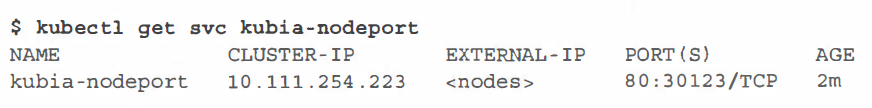 $ kubectl get svc kubia-nodeport
NAME CLUSTER-IP EXTERNAL-IP PORT(S) AGE
kubia-nodeport 10.111.254.223 <nodes> 80:30123/TCP 2m